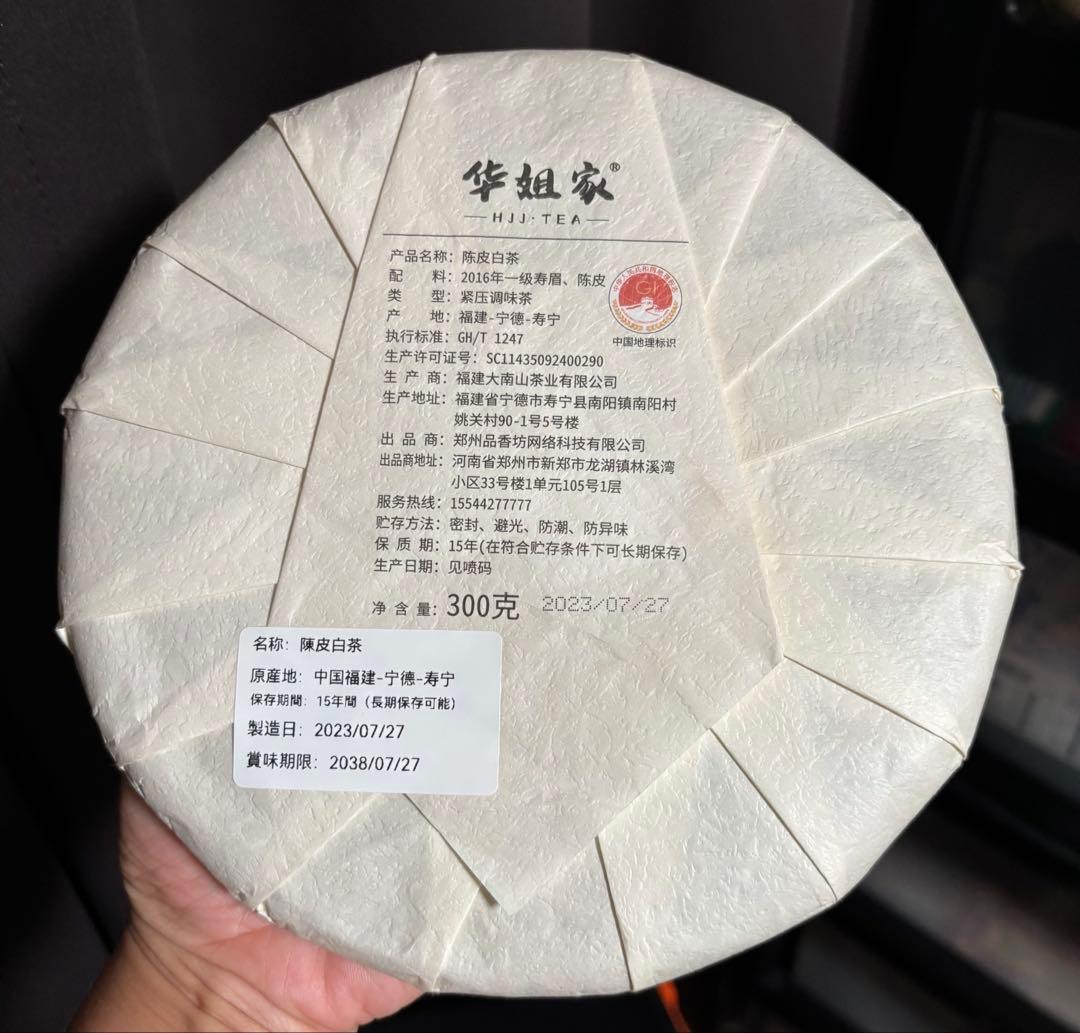 华姐家®
HJJ·TEA
产品名称：陈皮白茶
配 料：2016年一级寿眉、陈皮
类 型：紧压调味茶
产 地：福建-宁德-寿宁
执行标准：GH/T 1247
生产许可证号：SC11435092400290
生 产 商：福建大南山茶业有限公司
生产地址：福建省宁德市寿宁县南阳镇南阳村
姚关村90-1号5号楼
出 品 商：郑州品香坊网络科技有限公司
出品商地址：河南省郑州市新郑市龙湖镇林溪湾
小区33号楼1单元105号1层
服务热线：15544277777
贮存方法：密封、避光、防潮、防异味
保 质 期：15年(在符合贮存条件下可长期保存)
生产日期：见喷码
净 含 量：300克 2023/07/27
GI
中国地理标识
名称：陳皮白茶
原産地：中国福建-宁德-寿宁
保存期間：15年間（長期保存可能）
製造日：2023/07/27
賞味期限：2038/07/27